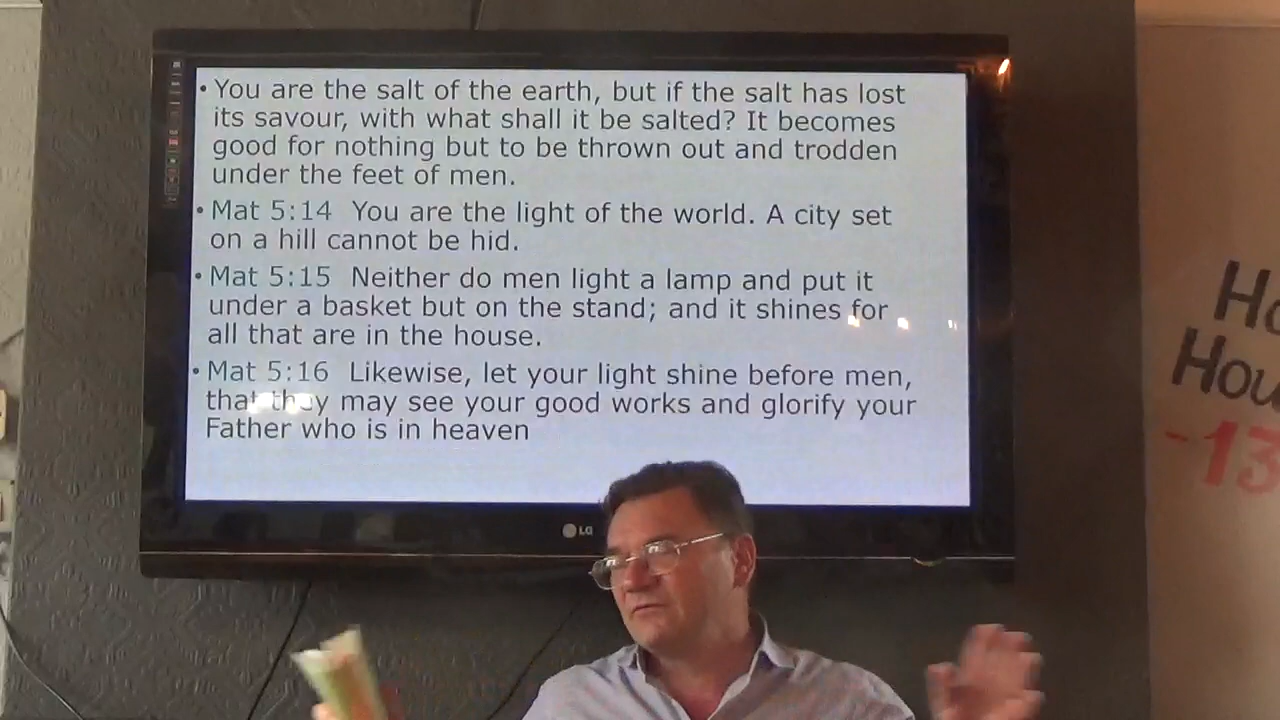 • You are the salt of the earth, but if the salt has lost
its savour, with what shall it be salted? It becomes
good for nothing but to be thrown out and trodden
under the feet of men.
• Mat 5:14 You are the light of the world. A city set
on a hill cannot be hid.
• Mat 5:15 Neither do men light a lamp and put it
under a basket but on the stand; and it shines for
all that are in the house.
• Mat 5:16 Likewise, let your light shine before men,
that they may see your good works and glorify your
Father who is in heaven
LG
-13